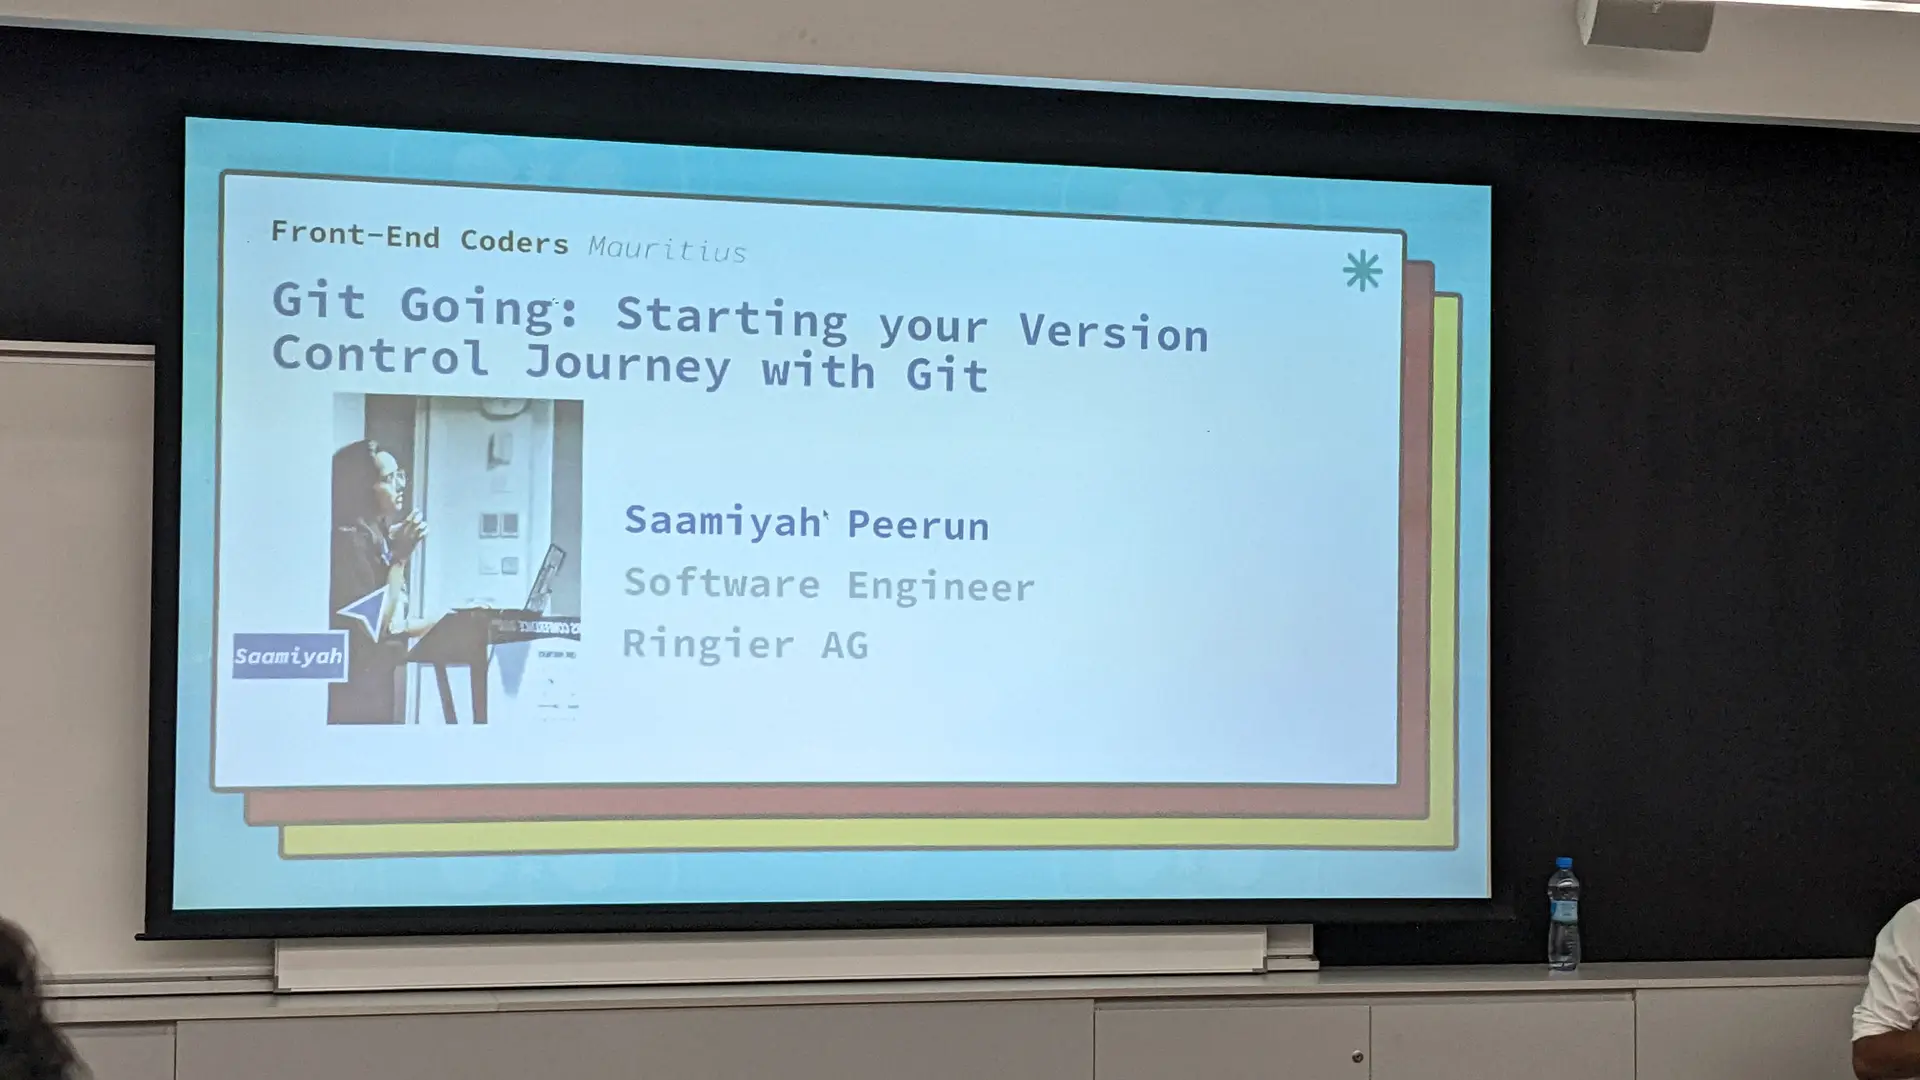 Front-End Coders Mauritius
Git Going: Starting your Version
Control Journey with Git
Saamiyah Peerun
Software Engineer
Ringier AG
Saamiyah